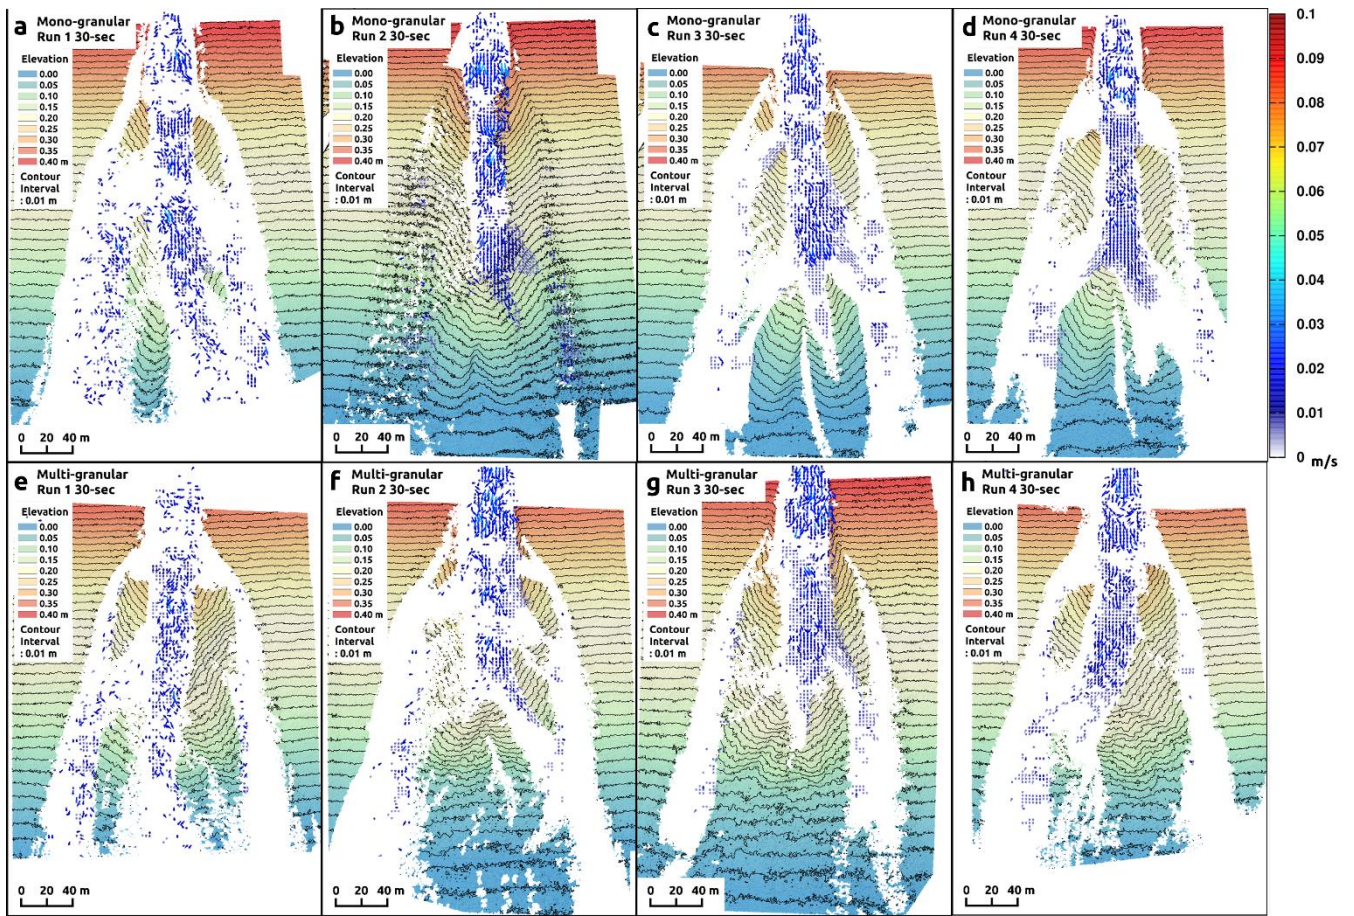 a Mono-granular
Run 1 30-sec
Elevation
0.00
0.05
0.10
0.15
0.20
0.25
0.30
0.35
0.40 m
Contour
Interval
: 0.01 m
0 20 40 m
b Mono-granular
Run 2 30-sec
Elevation
0.00
0.05
0.10
0.15
0.20
0.25
0.30
0.35
0.40 m
Contour
Interval
: 0.01 m
0 20 40 m
c Mono-granular
Run 3 30-sec
Elevation
0.00
0.05
0.10
0.15
0.20
0.25
0.30
0.35
0.40 m
Contour
Interval
: 0.01 m
0 20 40 m
d Mono-granular
Run 4 30-sec
Elevation
0.00
0.05
0.10
0.15
0.20
0.25
0.30
0.35
0.40 m
Contour
Interval
: 0.01 m
0 20 40 m
0.1
0.09
0.08
0.07
0.06
0.05
0.04
0.03
0.02
0.01
0 m/s
e Multi-granular
Run 1 30-sec
Elevation
0.00
0.05
0.10
0.15
0.20
0.25
0.30
0.35
0.40 m
Contour
Interval
: 0.01 m
0 20 40 m
f Multi-granular
Run 2 30-sec
Elevation
0.00
0.05
0.10
0.15
0.20
0.25
0.30
0.35
0.40 m
Contour
Interval
: 0.01 m
0 20 40 m
g Multi-granular
Run 3 30-sec
Elevation
0.00
0.05
0.10
0.15
0.20
0.25
0.30
0.35
0.40 m
Contour
Interval
: 0.01 m
0 20 40 m
h Multi-granular
Run 4 30-sec
Elevation
0.00
0.05
0.10
0.15
0.20
0.25
0.30
0.35
0.40 m
Contour
Interval
: 0.01 m
0 20 40 m